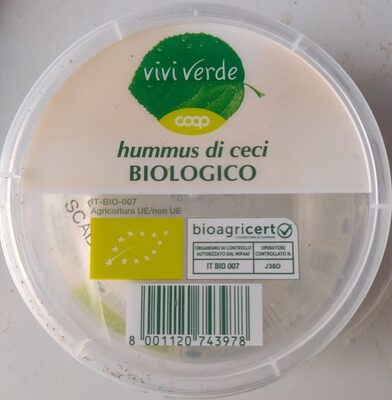 vivi verde
coop
hummus di ceci
BIOLOGICO
IT-BIO-007
Agricoltura UE/non UE
SCAD
bioagricert
ORGANISMO DI CONTROLLO
AUTORIZZATO DAL MIPAAF
IT BIO 007
OPERATORE
CONTROLLATO N.
J38D
8 001120 743978